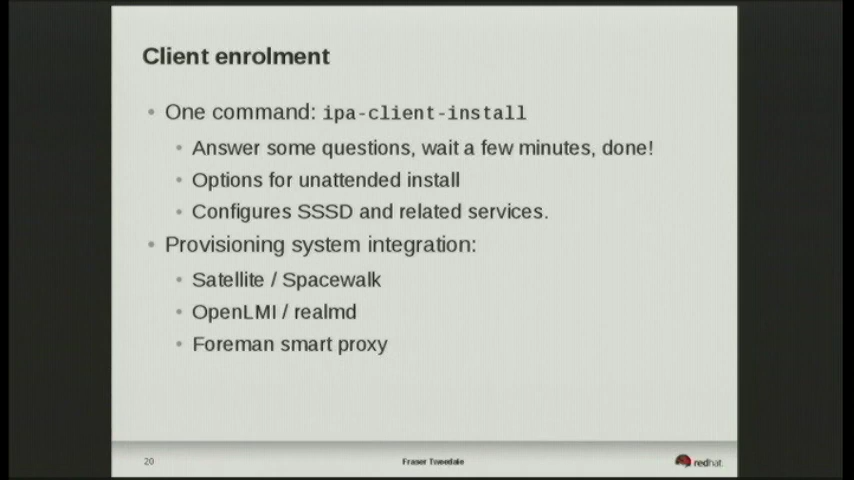 Client enrolment
• One command: ipa-client-install
• Answer some questions, wait a few minutes, done!
• Options for unattended install
• Configures SSSD and related services.
• Provisioning system integration:
• Satellite / Spacewalk
• OpenLMI / realmd
• Foreman smart proxy
20
Fraser Tweedale
redhat.